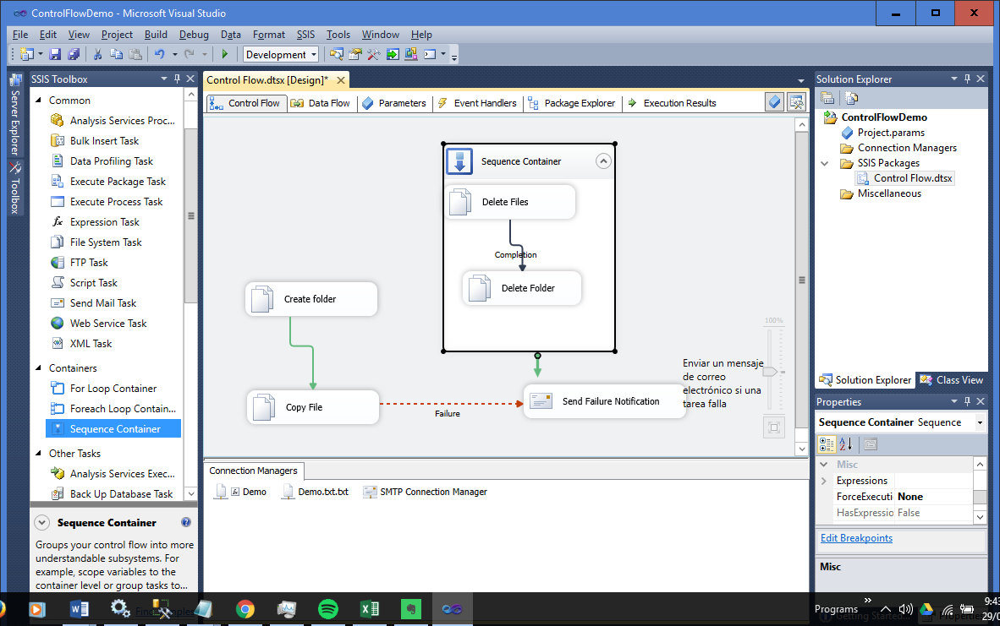 ControlFlowDemo - Microsoft Visual Studio
File Edit View Project Build Debug Data Format SSIS Tools Window Help
Development
Server Explorer
Toolbox
SSIS Toolbox
Common
Analysis Services Proc...
Bulk Insert Task
Data Profiling Task
Execute Package Task
Execute Process Task
Expression Task
File System Task
FTP Task
Script Task
Send Mail Task
Web Service Task
XML Task
Containers
For Loop Container
Foreach Loop Contain...
Sequence Container
Other Tasks
Analysis Services Exec...
Back Up Database Task
Sequence Container
Groups your control flow into more
understandable subsystems. For
example, scope variables to the
container level or group tasks to...
Control Flow.dtsx [Design]*
Control Flow Data Flow Parameters Event Handlers Package Explorer Execution Results
Sequence Container
Delete Files
Completion
Delete Folder
Create folder
Copy File
Failure
Send Failure Notification
Enviar un mensaje
de correo
electrónico si una
tarea falla
100%
Connection Managers
Demo Demo.txt.txt SMTP Connection Manager
Solution Explorer
ControlFlowDemo
Project.params
Connection Managers
SSIS Packages
Control Flow.dtsx
Miscellaneous
Solution Explorer Class View
Properties
Sequence Container Sequence
Misc
Expressions
ForceExecuti None
HasExpressio False
Edit Breakpoints
Misc
Programs
9:43
29/0